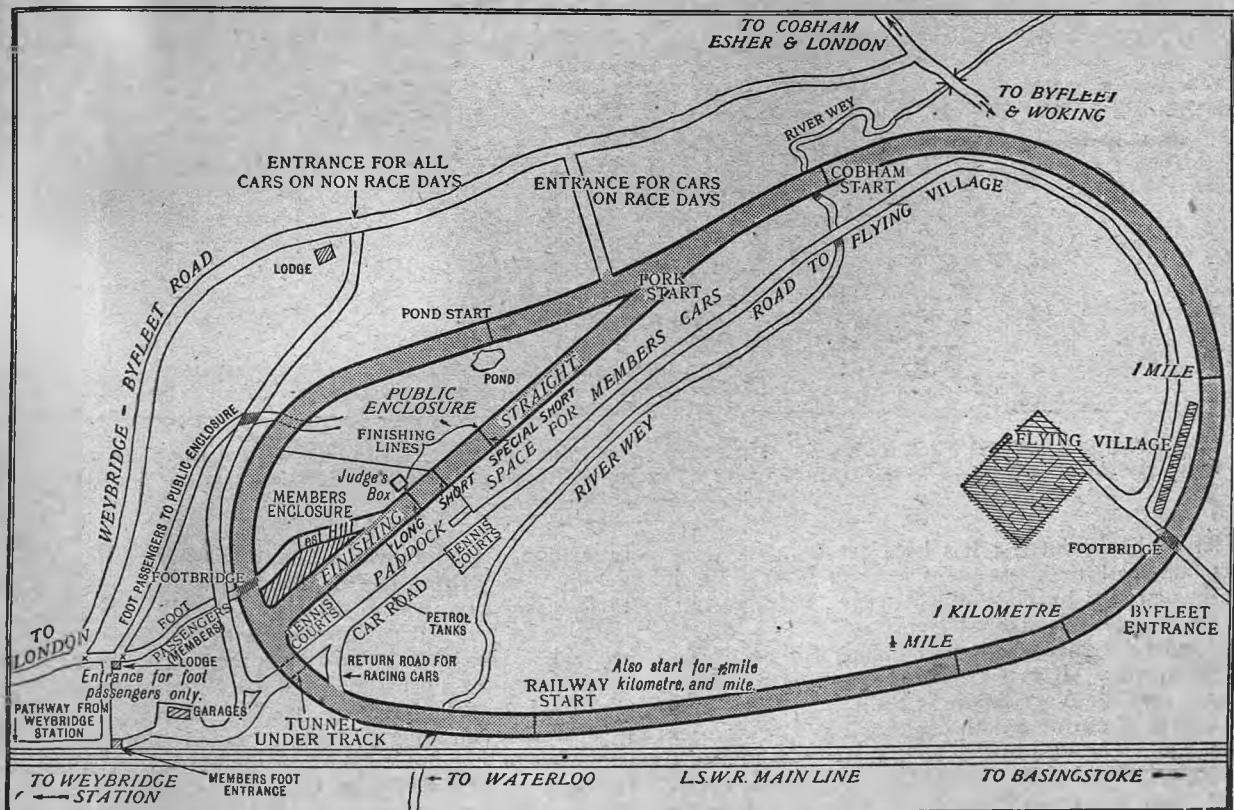 TO COBHAM
ESHER & LONDON
TO BYFLEET
& WOKING
RIVER WEY
ENTRANCE FOR ALL
CARS ON NON RACE DAYS
ENTRANCE FOR CARS
ON RACE DAYS
COBHAM
START
WEYBRIDGE - BYFLEET ROAD
LODGE
FORK
START
ROAD TO FLYING VILLAGE
POND START
POND
PUBLIC
ENCLOSURE
FINISHING
LINES
FINISHING STRAIGHT.
SPECIAL SHORT
SHORT
LONG
PADDOCK SPACE FOR MEMBERS CARS
RIVER WEY
1 MILE
FLYING VILLAGE
FOOT PASSENGERS TO PUBLIC ENCLOSURE
Judge's
Box
MEMBERS
ENCLOSURE
Test Hill
TENNIS
COURTS
FOOTBRIDGE
FOOTBRIDGE
FOOT
PASSENGERS
(MEMBERS)
TENNIS
COURTS
CAR ROAD
PETROL
TANKS
1 KILOMETRE
½ MILE
BYFLEET
ENTRANCE
TO
LONDON
LODGE
Entrance for foot
passengers only.
RETURN ROAD FOR
RACING CARS
Also start for ½ mile
kilometre, and mile
RAILWAY
START
PATHWAY FROM
WEYBRIDGE
STATION
GARAGES
TUNNEL
UNDER TRACK
TO WEYBRIDGE
STATION
MEMBERS FOOT
ENTRANCE
TO WATERLOO
L.S.W.R. MAIN LINE
TO BASINGSTOKE